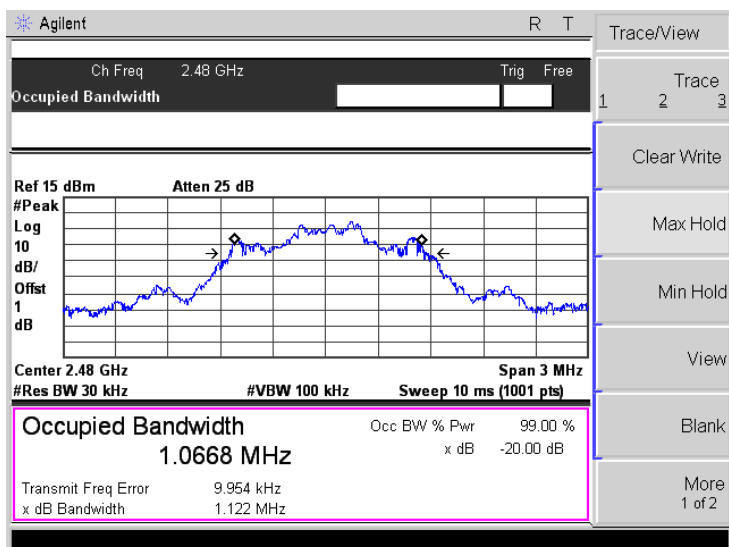 Agilent R T
Trace/View
Ch Freq 2.48 GHz Trig Free
Occupied Bandwidth
Trace
1 2 3
Clear Write
Ref 15 dBm Atten 25 dB
#Peak
Log
10
dB/
Offst
1
dB
Max Hold
Min Hold
Center 2.48 GHz Span 3 MHz
#Res BW 30 kHz #VBW 100 kHz Sweep 10 ms (1001 pts)
View
Occupied Bandwidth Occ BW % Pwr 99.00 %
1.0668 MHz x dB -20.00 dB
Blank
Transmit Freq Error 9.954 kHz
x dB Bandwidth 1.122 MHz
More
1 of 2